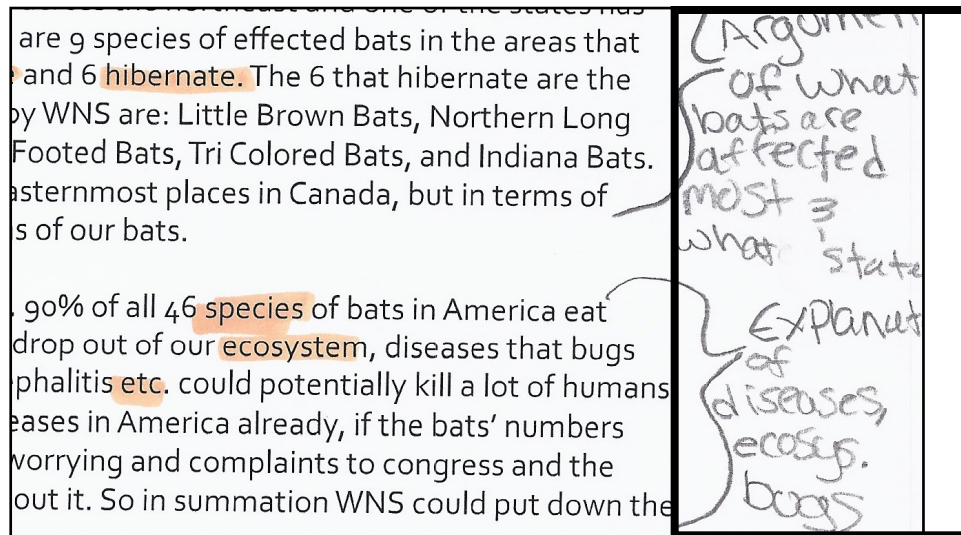 are 9 species of effected bats in the areas that
and 6 hibernate. The 6 that hibernate are the
by WNS are: Little Brown Bats, Northern Long
Footed Bats, Tri Colored Bats, and Indiana Bats.
asternmost places in Canada, but in terms of
s of our bats.
. 90% of all 46 species of bats in America eat
drop out of our ecosystem, diseases that bugs
phalitis etc. could potentially kill a lot of humans
eases in America already, if the bats' numbers
worrying and complaints to congress and the
out it. So in summation WNS could put down the
Argumen
of what
bats are
affected
most &
what state
Explanat
of
diseases,
ecosys.
bugs